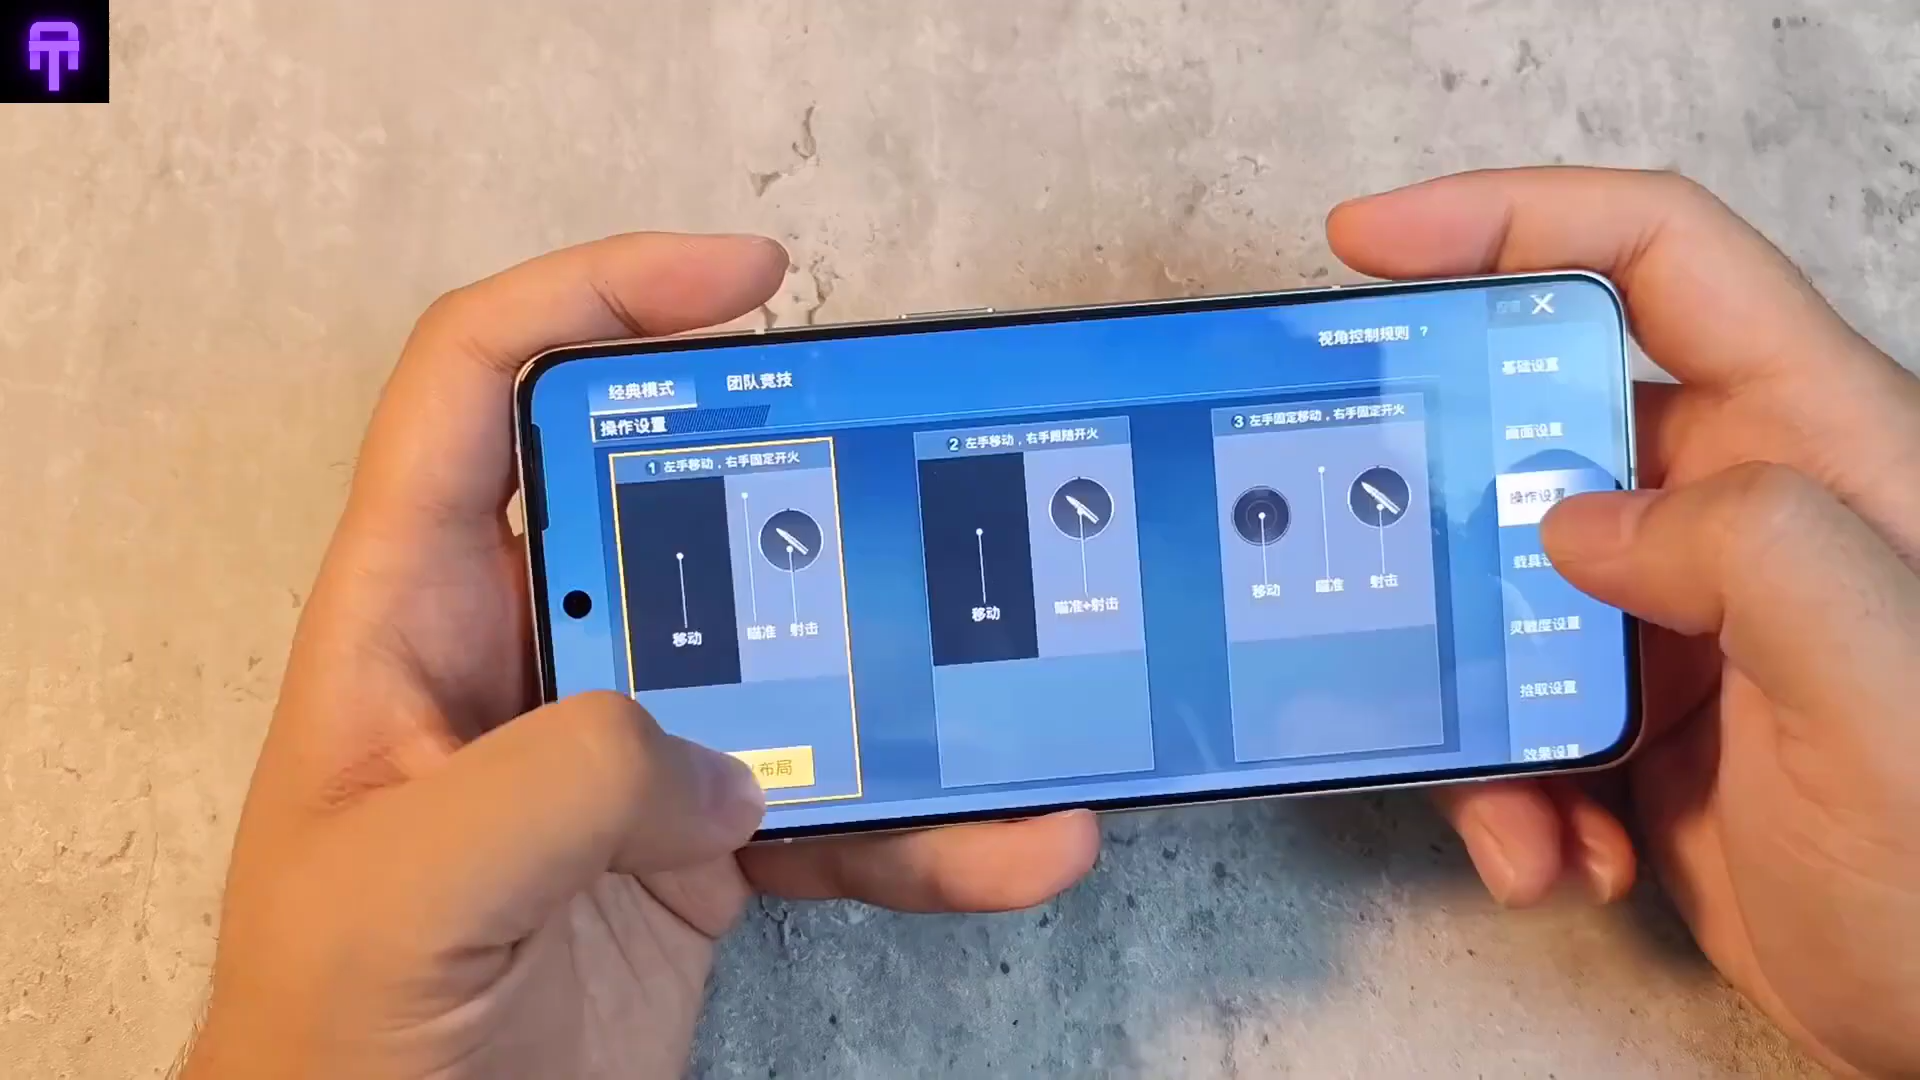 经典模式
团队竞技
视角控制规则 ?
操作设置
1 左手移动，右手固定开火
移动
瞄准
射击
布局
2 左手移动，右手跟随开火
移动
瞄准+射击
3 左手固定移动，右手固定开火
移动
瞄准
射击
X
基础设置
画面设置
操作设置
载具
灵敏度设置
拾取设置
效果设置